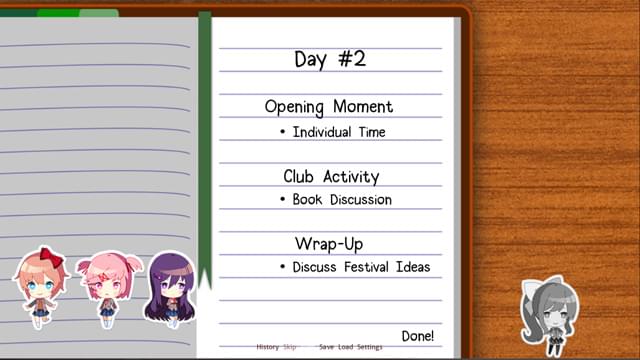 Day #2
Opening Moment
• Individual Time
Club Activity
• Book Discussion
Wrap-Up
• Discuss Festival Ideas
Done!
History Skip Save Load Settings